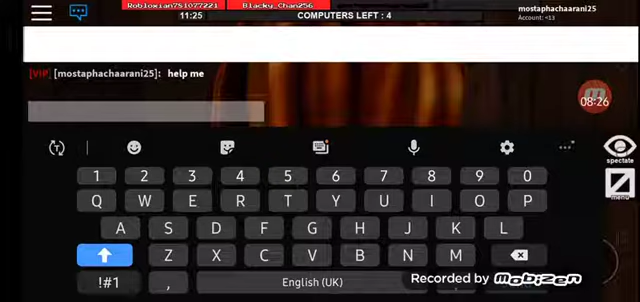 Robloxian781077221 Blacky_Chan256
11:25 COMPUTERS LEFT : 4
mostaphachaarani25
Account: <13
[VIP] [mostaphachaarani25]: help me
08:26
spectate
menu
1 2 3 4 5 6 7 8 9 0
Q W E R T Y U I O P
A S D F G H J K L
Z X C V B N M
!#1 , English (UK)
Recorded by mobizen